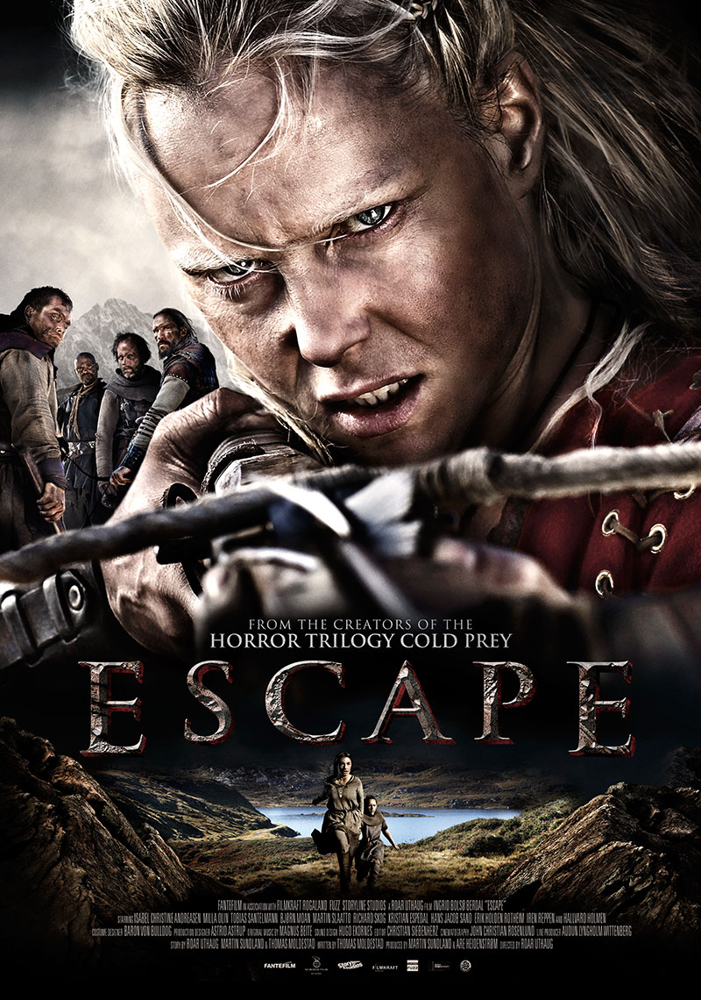 FROM THE CREATORS OF THE
HORROR TRILOGY COLD PREY
ESCAPE
FANTEFILM IN ASSOCIATION WITH FILMKRAFT ROGALAND FUZZ STORYLINE STUDIOS A ROAR UTHAUG FILM INGRID BOLSØ BERDAL "ESCAPE"
STARRING ISABEL CHRISTINE ANDREASEN MILLA OLIN TOBIAS SANTELMANN BJØRN MOAN MARTIN SLAATTO RICHARD SKOG KRISTIAN ESPEDAL HANS JACOB SAND ERIK HOLDEN ROTHEIM IREN REPPEN AND HALLVARD HOLMEN
COSTUME DESIGNER BARON VON BULLDOG PRODUCTION DESIGNER ASTRID ASTRUP ORIGINAL MUSIC BY MAGNUS BEITE SOUND DESIGN HUGO EKORNES EDITOR CHRISTIAN SIEBENHERZ CINEMATOGRAPHY JOHN CHRISTIAN ROSENLUND LINE PRODUCER AUDUN LYNGHOLM WITTENBERG
STORY BY ROAR UTHAUG MARTIN SUNDLAND & THOMAS MOLDESTAD WRITTEN BY THOMAS MOLDESTAD PRODUCED BY MARTIN SUNDLAND & ARE HEIDENSTRØM DIRECTED BY ROAR UTHAUG
FANTEFILM Storyline Studios FILMKRAFT FUZZ